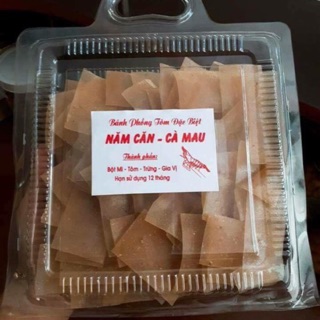 Bánh Phồng Tôm Đặc Biệt
NĂM CĂN - CÀ MAU
Thành phần:
Bột Mì - Tôm - Trứng - Gia Vị
Hạn sử dụng 12 tháng